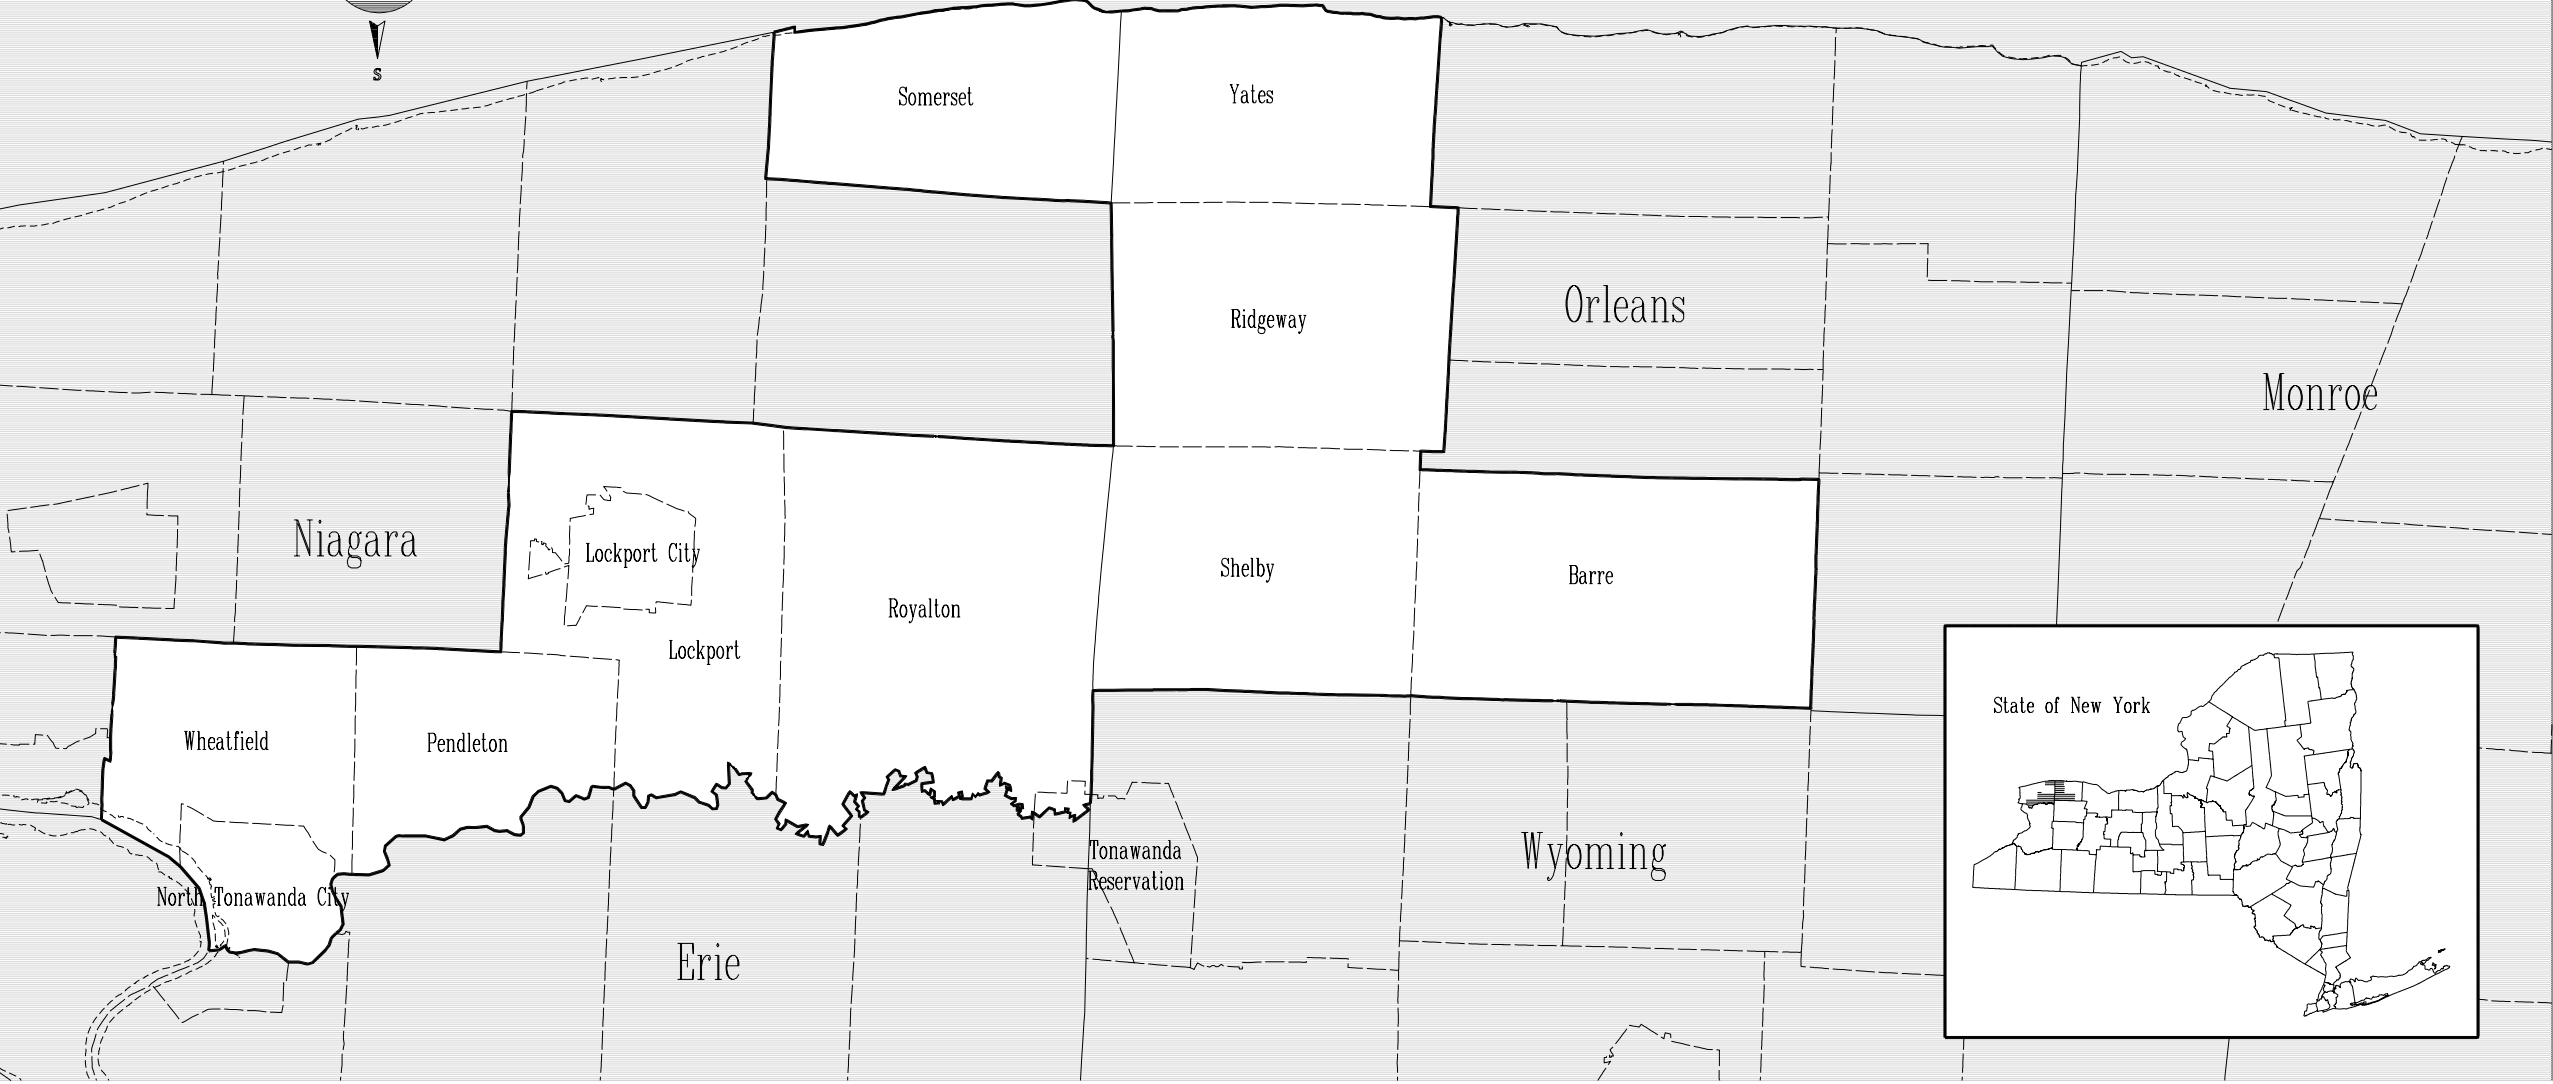 S
Somerset
Yates
Ridgeway
Orleans
Monroe
Niagara
Lockport City
Shelby
Barre
Royalton
Lockport
Wheatfield
Pendleton
State of New York
Tonawanda
Reservation
Wyoming
North Tonawanda City
Erie